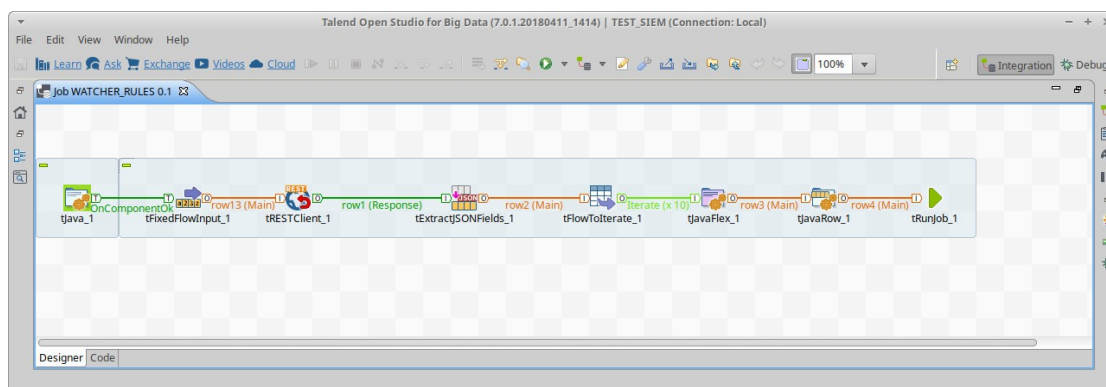 Talend Open Studio for Big Data (7.0.1.20180411_1414) | TEST_SIEM (Connection: Local)
File Edit View Window Help
Learn Ask Exchange Videos Cloud 100% Integration Debug
Job WATCHER_RULES 0.1
REST
JSON
OnComponentOk row13 (Main) row1 (Response) row2 (Main) Iterate (x 10) row3 (Main) row4 (Main)
tJava_1 tFixedFlowInput_1 tRESTClient_1 tExtractJSONFields_1 tFlowToIterate_1 tJavaFlex_1 tJavaRow_1 tRunJob_1
Designer Code